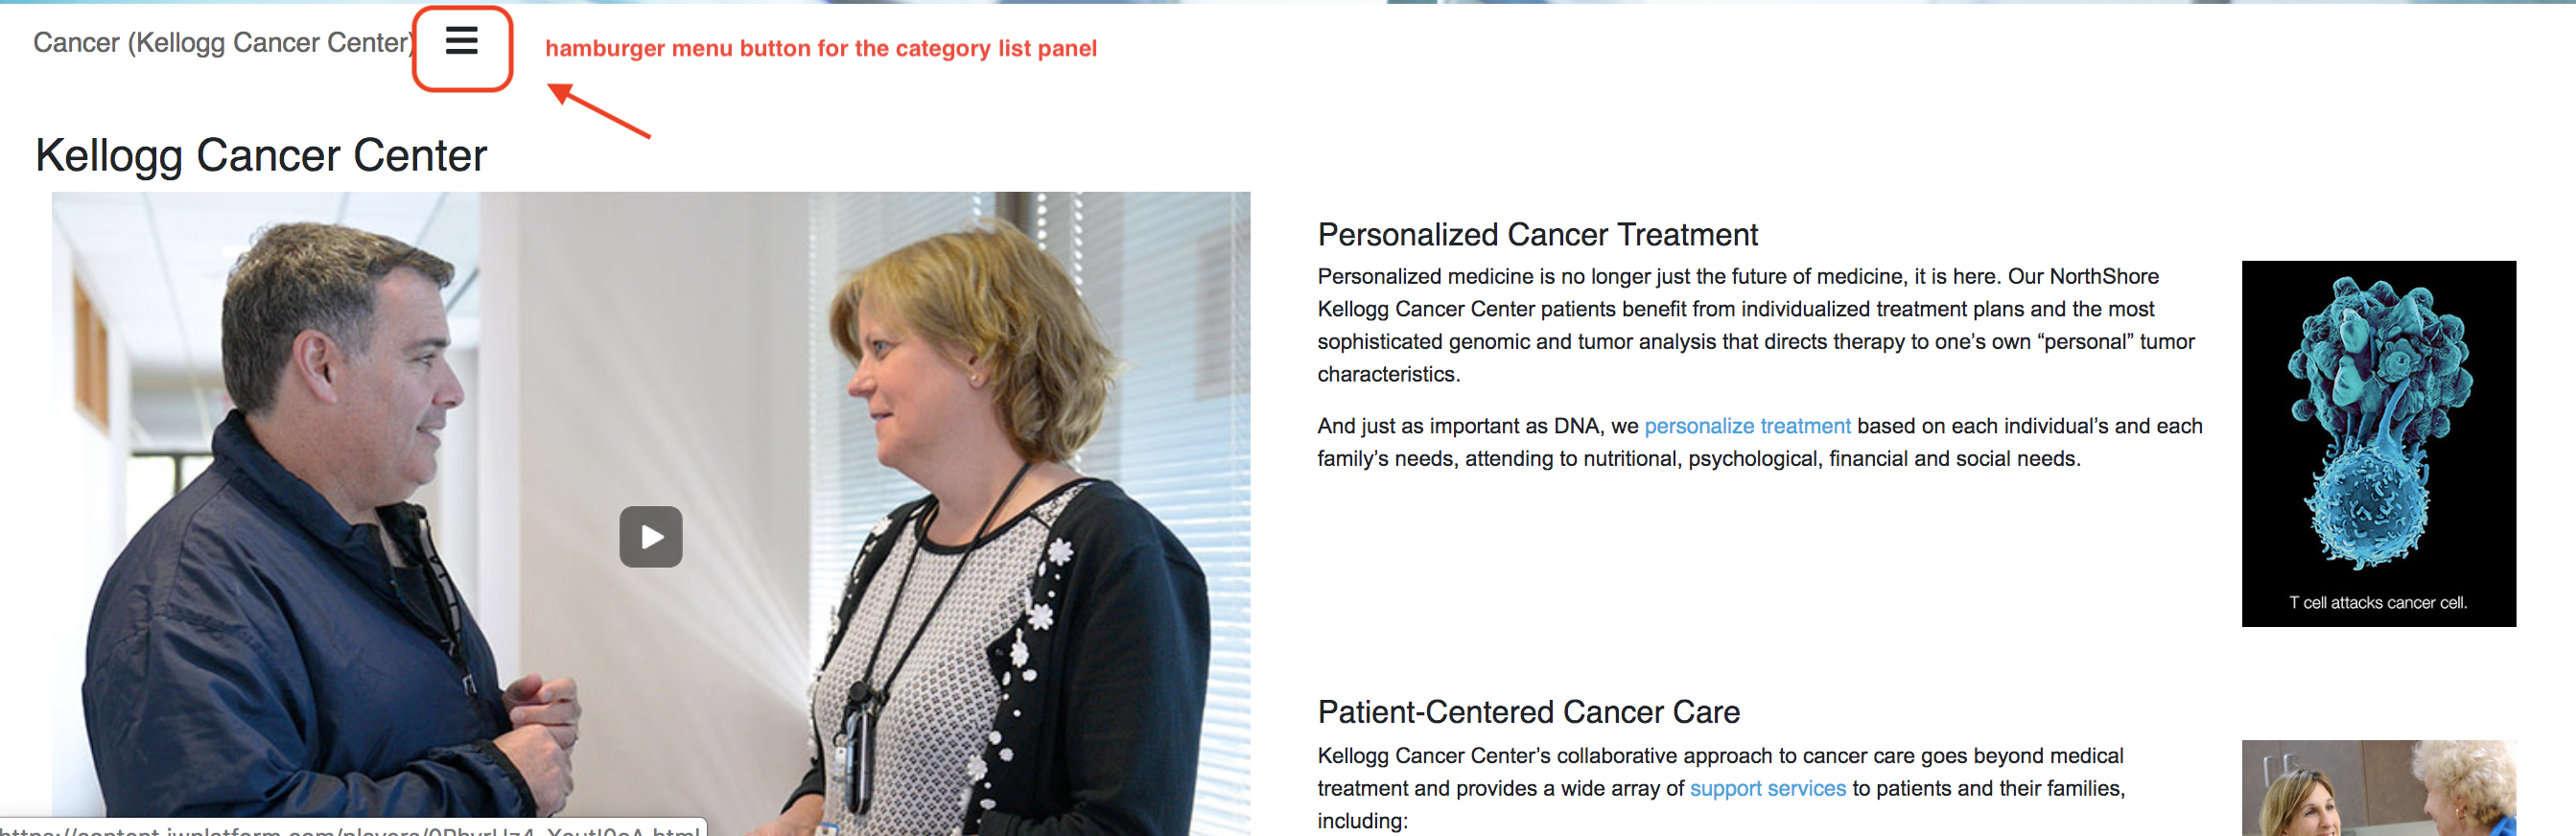 Cancer (Kellogg Cancer Center)
hamburger menu button for the category list panel
Kellogg Cancer Center
Personalized Cancer Treatment
Personalized medicine is no longer just the future of medicine, it is here. Our NorthShore
Kellogg Cancer Center patients benefit from individualized treatment plans and the most
sophisticated genomic and tumor analysis that directs therapy to one’s own “personal” tumor
characteristics.
And just as important as DNA, we personalize treatment based on each individual’s and each
family’s needs, attending to nutritional, psychological, financial and social needs.
T cell attacks cancer cell.
Patient-Centered Cancer Care
Kellogg Cancer Center’s collaborative approach to cancer care goes beyond medical
treatment and provides a wide array of support services to patients and their families,
including: